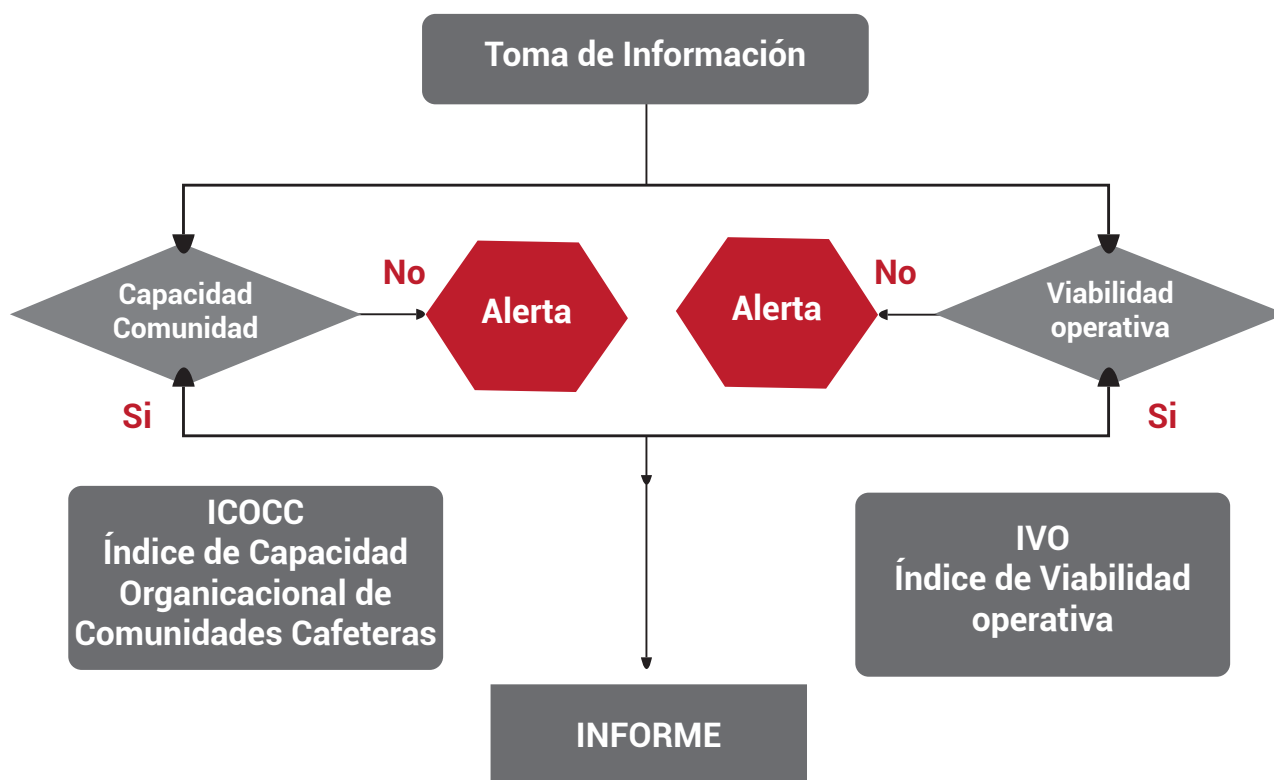 Toma de Información
Capacidad
Comunidad
No
Alerta
Alerta
No
Viabilidad
operativa
Si
Si
ICOCC
Índice de Capacidad
Organicacional de
Comunidades Cafeteras
IVO
Índice de Viabilidad
operativa
INFORME